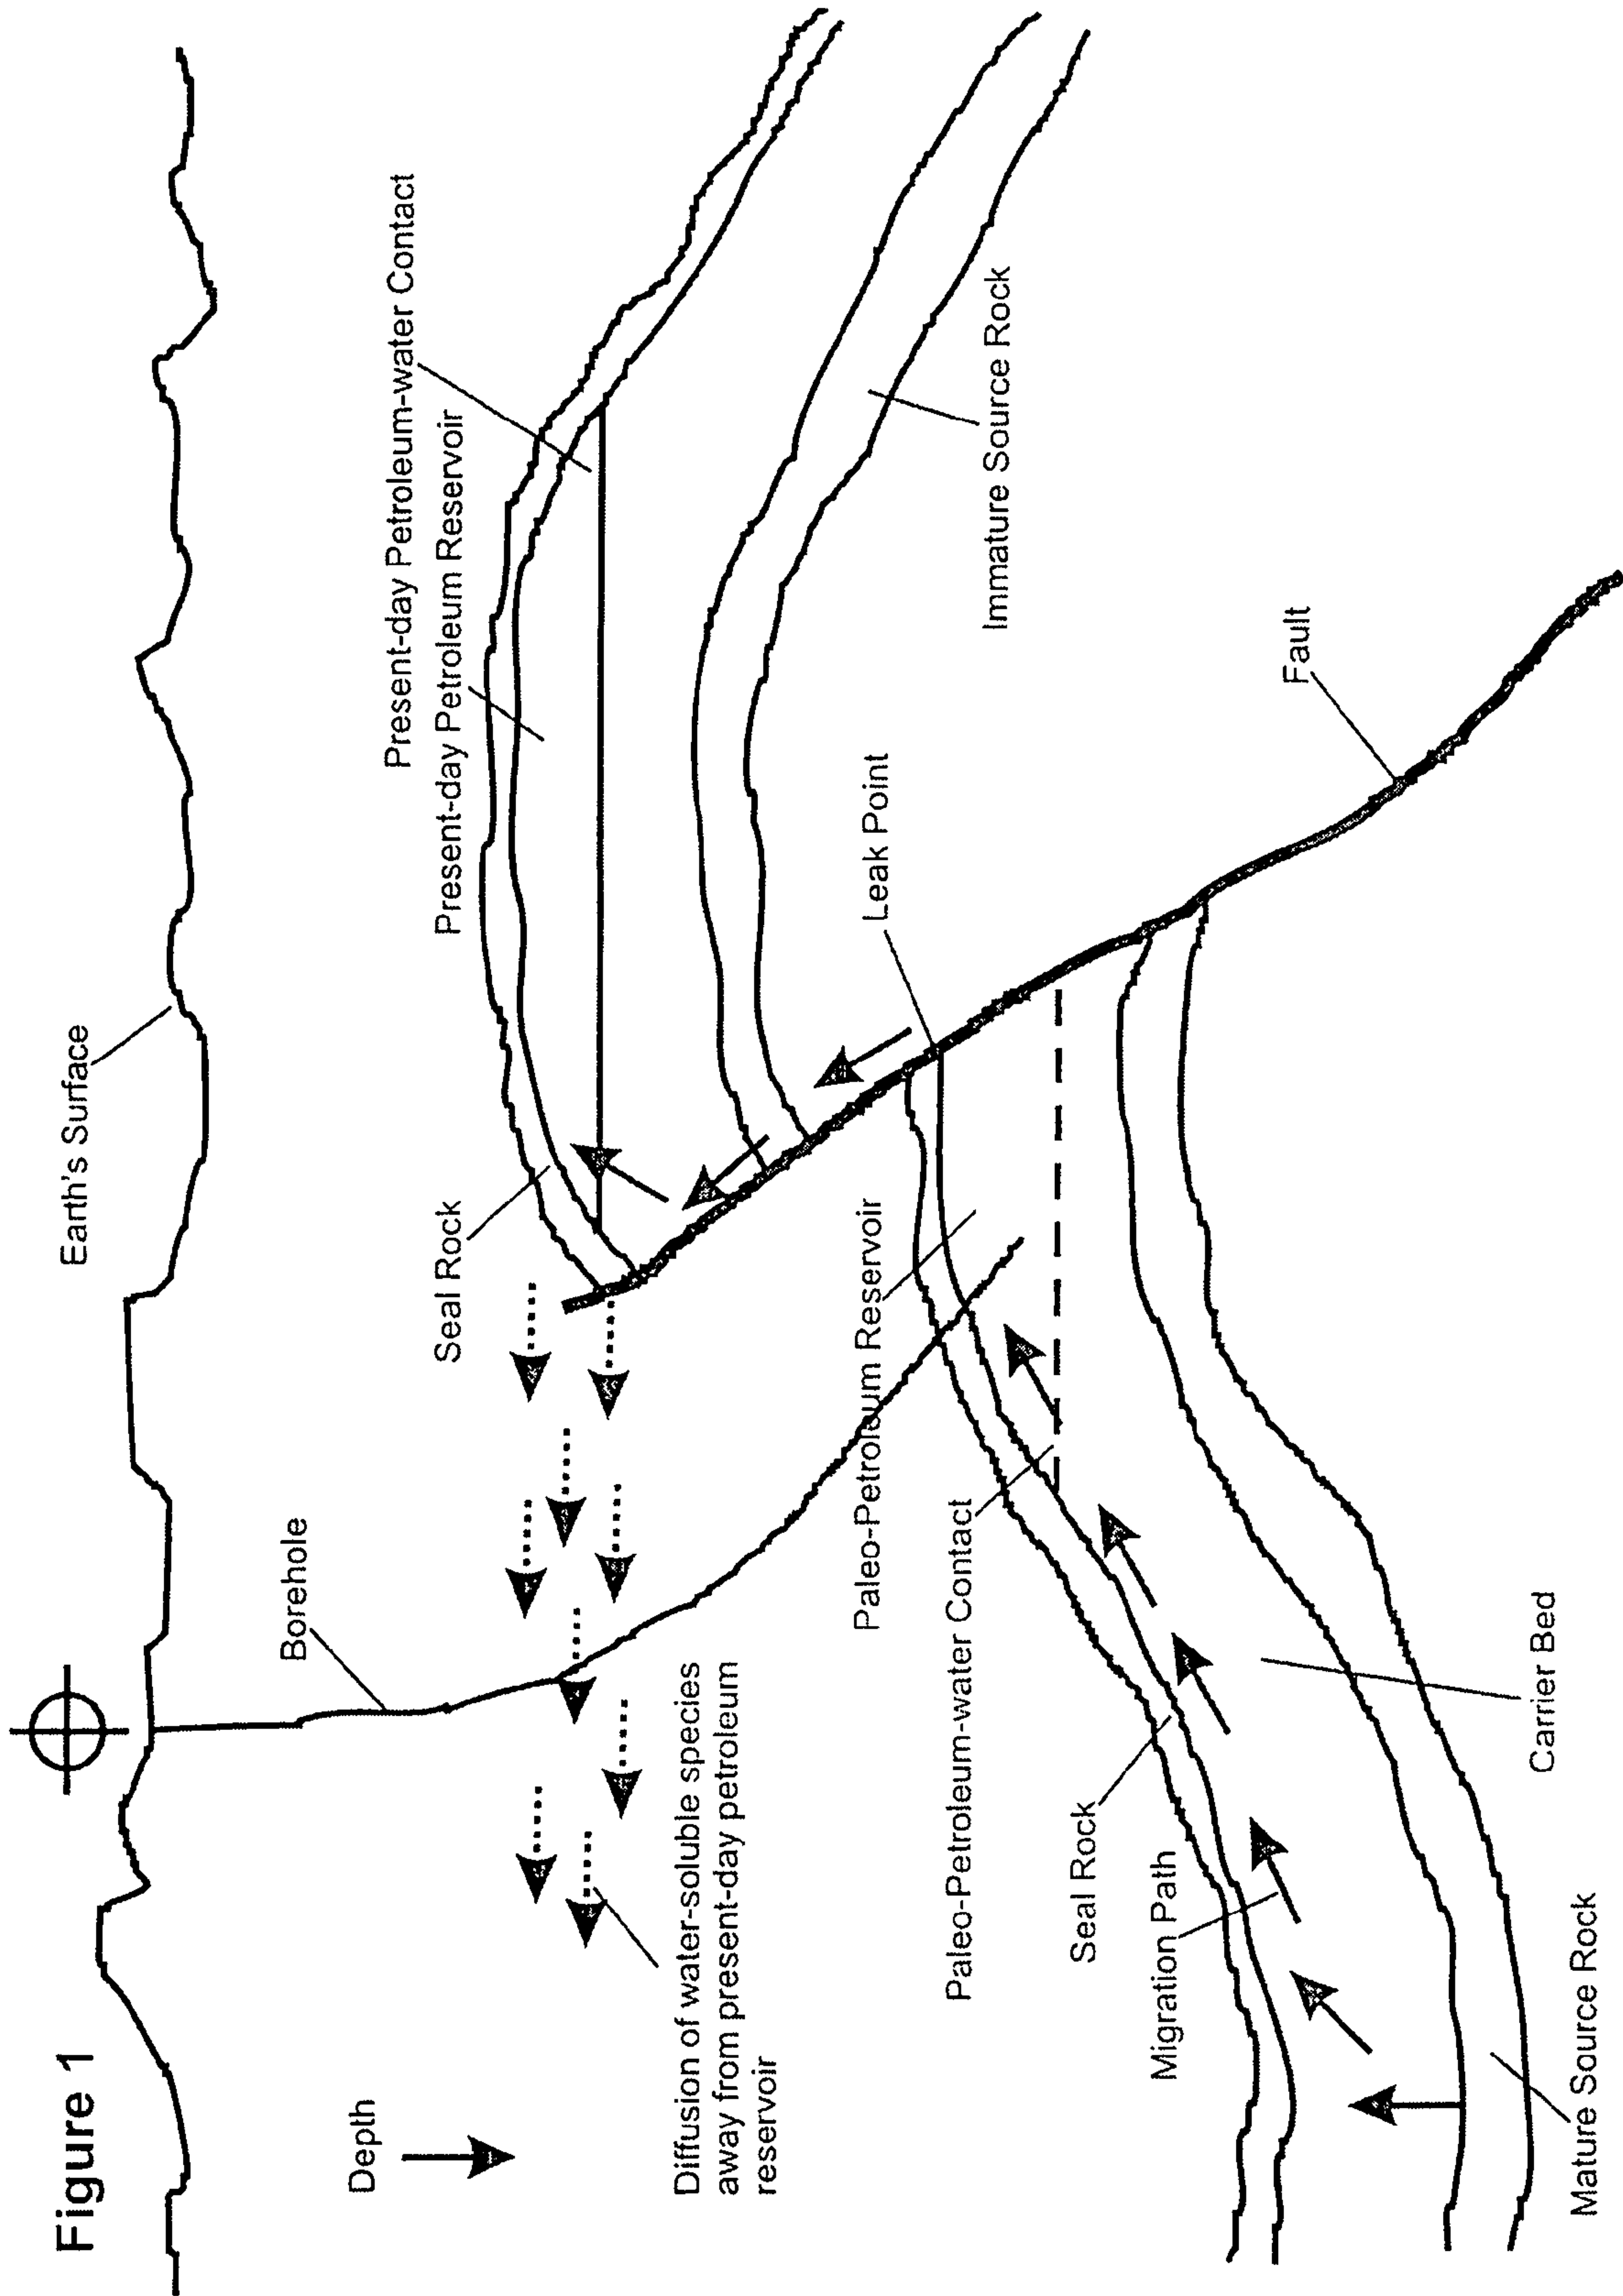 Figure 1
Earth's Surface
Borehole
Depth
Present-day Petroleum-water Contact
Present-day Petroleum Reservoir
Seal Rock
Diffusion of water-soluble species
away from present-day petroleum
reservoir
Immature Source Rock
Leak Point
Paleo-Petroleum Reservoir
Paleo-Petroleum-water Contact
Seal Rock
Migration Path
Fault
Carrier Bed
Mature Source Rock